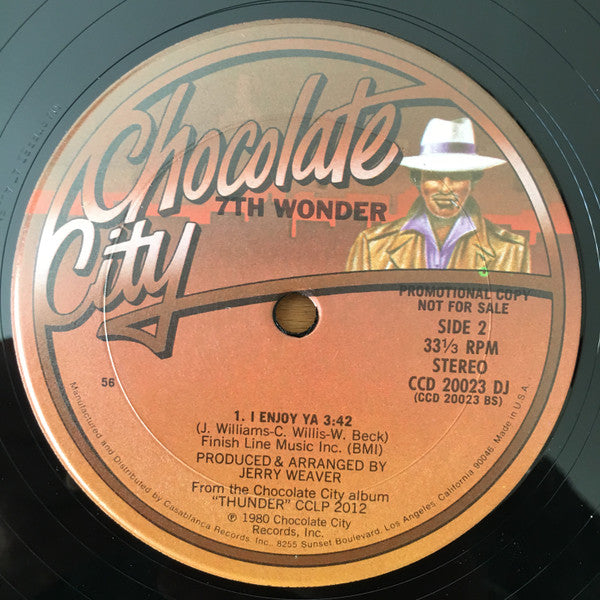 Chocolate
City
7TH WONDER
PROMOTIONAL COPY
NOT FOR SALE
SIDE 2
33⅓ RPM
STEREO
CCD 20023 DJ
(CCD 20023 BS)
56
1. I ENJOY YA 3:42
(J. Williams-C. Willis-W. Beck)
Finish Line Music Inc. (BMI)
PRODUCED & ARRANGED BY
JERRY WEAVER
From the Chocolate City album
"THUNDER" CCLP 2012
℗ 1980 Chocolate City
Records, Inc.
Manufactured and Distributed by Casablanca Records, Inc., 8255 Sunset Boulevard, Los Angeles, California 90046. Made in U.S.A.